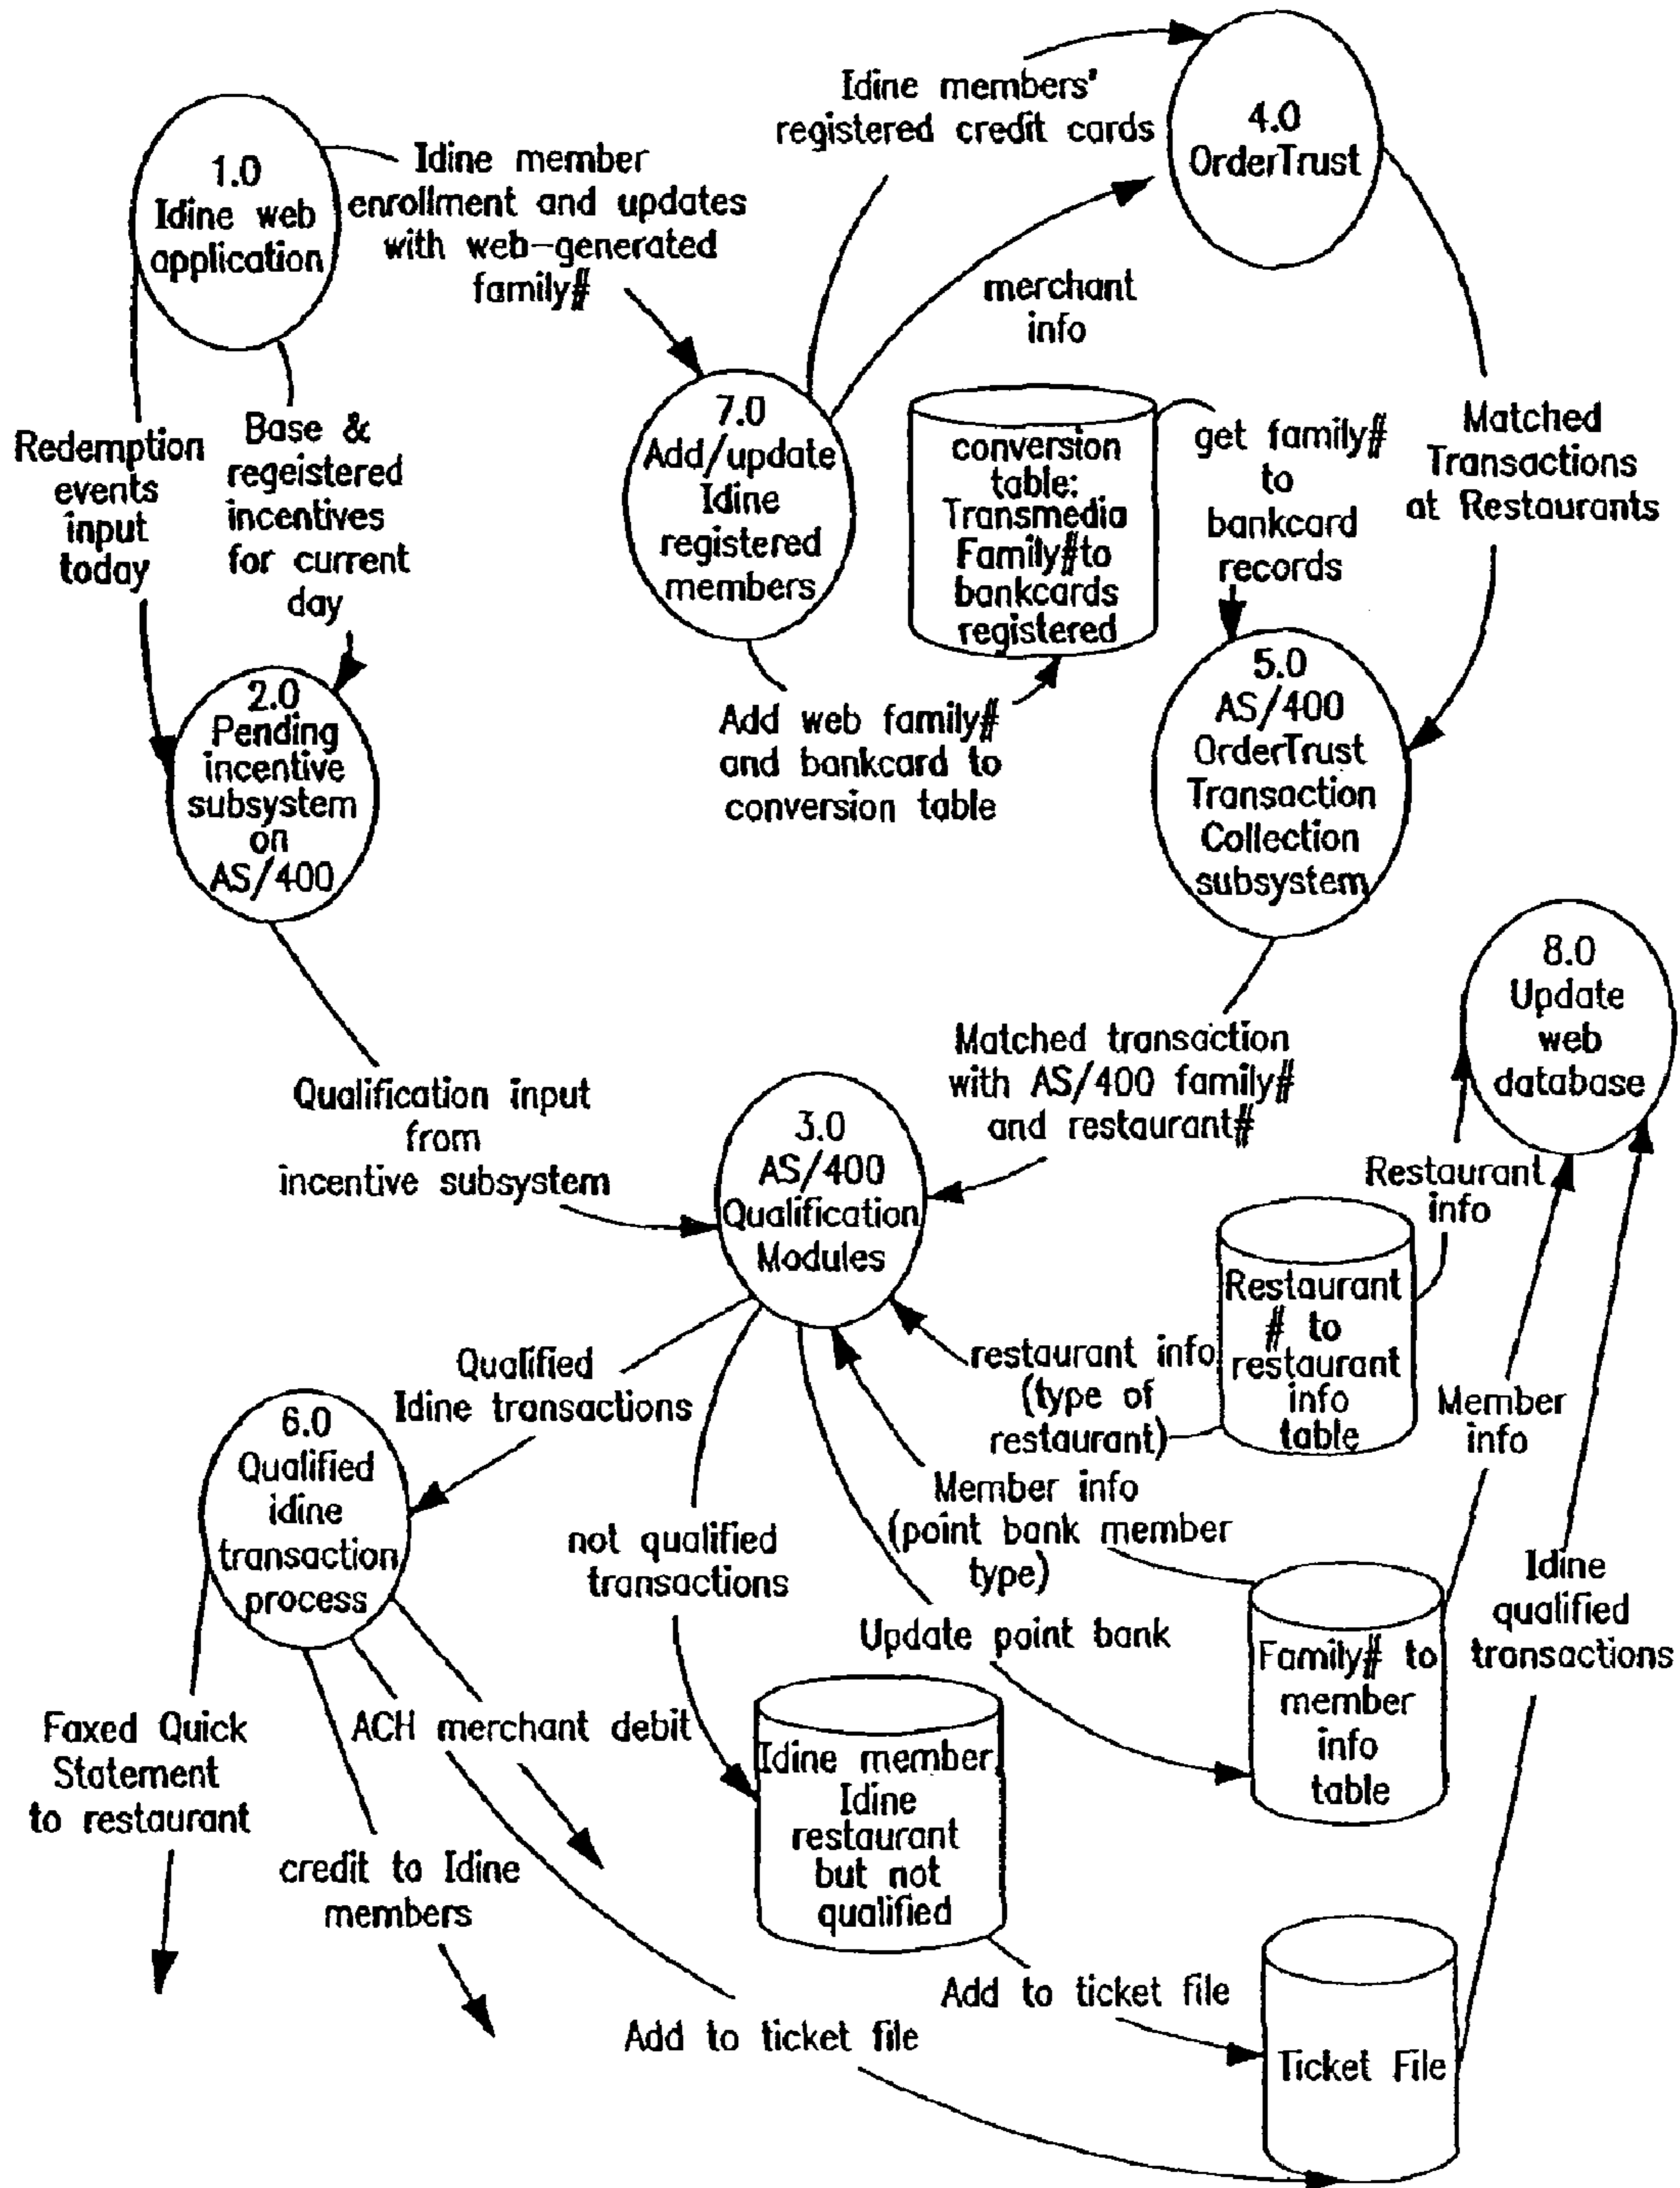 1.0
Idine web
application
Idine member
enrollment and updates
with web-generated
family#
Idine members'
registered credit cards
4.0
OrderTrust
merchant
info
Redemption
events
input
today
Base &
regeistered
incentives
for current
day
7.0
Add/update
Idine
registered
members
conversion
table:
Transmedia
Family#to
bankcards
registered
get family#
to
bankcard
records
Matched
Transactions
at Restaurants
2.0
Pending
incentive
subsystem
on
AS/400
Add web family#
and bankcard to
conversion table
5.0
AS/400
OrderTrust
Transaction
Collection
subsystem
8.0
Update
web
database
Qualification input
from
incentive subsystem
3.0
AS/400
Qualification
Modules
Matched transaction
with AS/400 family#
and restaurant#
Restaurant
info
Restaurant
# to
restaurant
info
table
restaurant info
(type of
restaurant)
Member
info
Qualified
Idine transactions
6.0
Qualified
idine
transaction
process
not qualified
transactions
Member info
(point bank member
type)
Update point bank
Family# to
member
info
table
Idine
qualified
transactions
Faxed Quick
Statement
to restaurant
ACH merchant debit
credit to Idine
members
Idine member
Idine
restaurant
but not
qualified
Add to ticket file
Add to ticket file
Ticket File